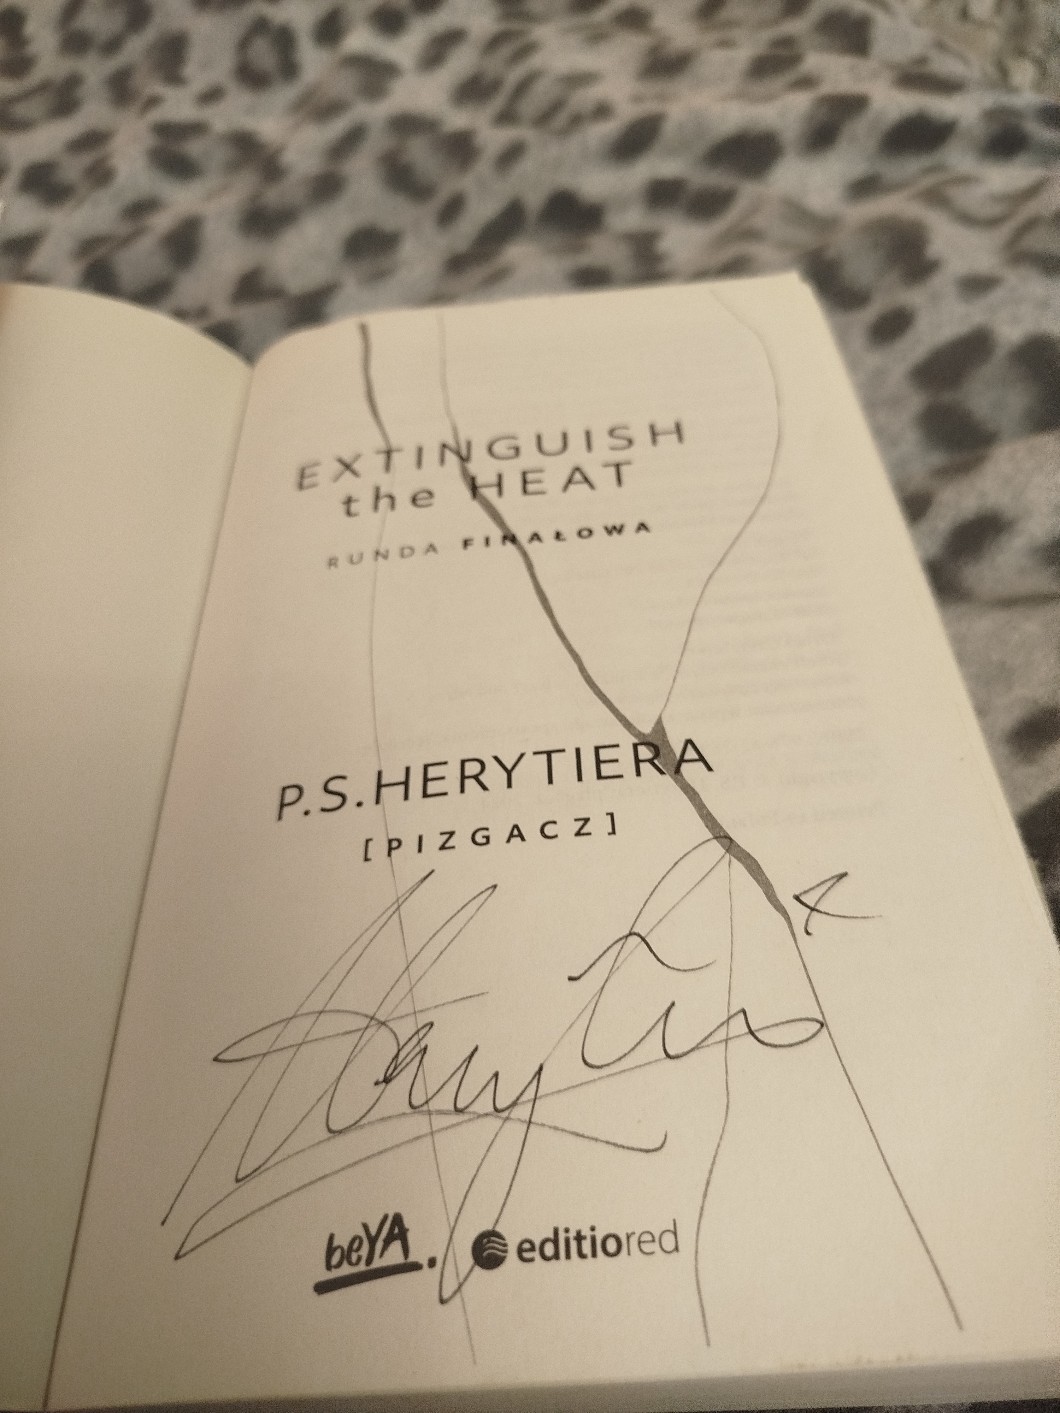 EXTINGUISH
the HEAT
RUNDA FINAŁOWA
P.S.HERYTIERA
[PIZGACZ]
beYA.
editiored